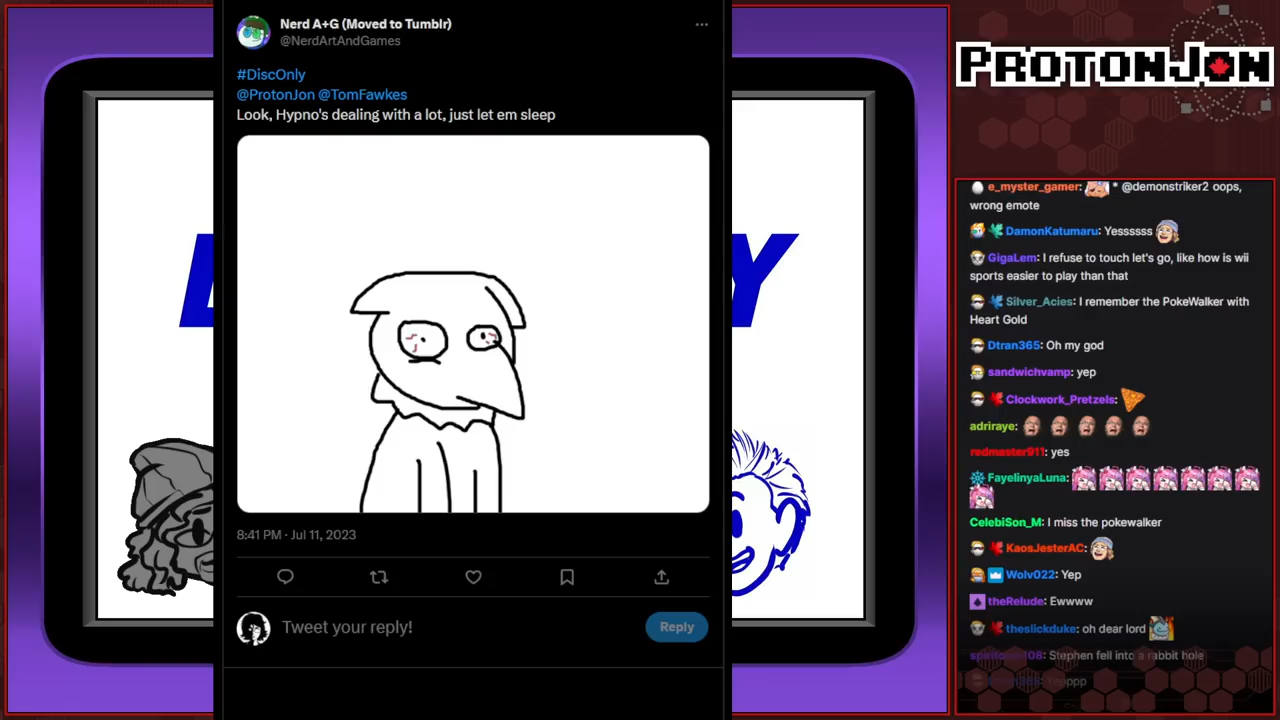 Nerd A+G (Moved to Tumblr)
@NerdArtAndGames
#DiscOnly
@ProtonJon @TomFawkes
Look, Hypno's dealing with a lot, just let em sleep
8:41 PM · Jul 11, 2023
Tweet your reply!
Reply
Y
PROTONJON
e_myster_gamer: * @demonstriker2 oops,
wrong emote
DamonKatumaru: Yessssss
GigaLem: I refuse to touch let's go, like how is wii
sports easier to play than that
Silver_Acies: I remember the PokeWalker with
Heart Gold
Dtran365: Oh my god
sandwichvamp: yep
Clockwork_Pretzels:
adriraye:
redmaster911: yes
FayelinyaLuna:
CelebiSon_M: I miss the pokewalker
KaosJesterAC:
Wolv022: Yep
theRelude: Ewwww
theslickduke: oh dear lord
Stephen fell into a rabbit hole